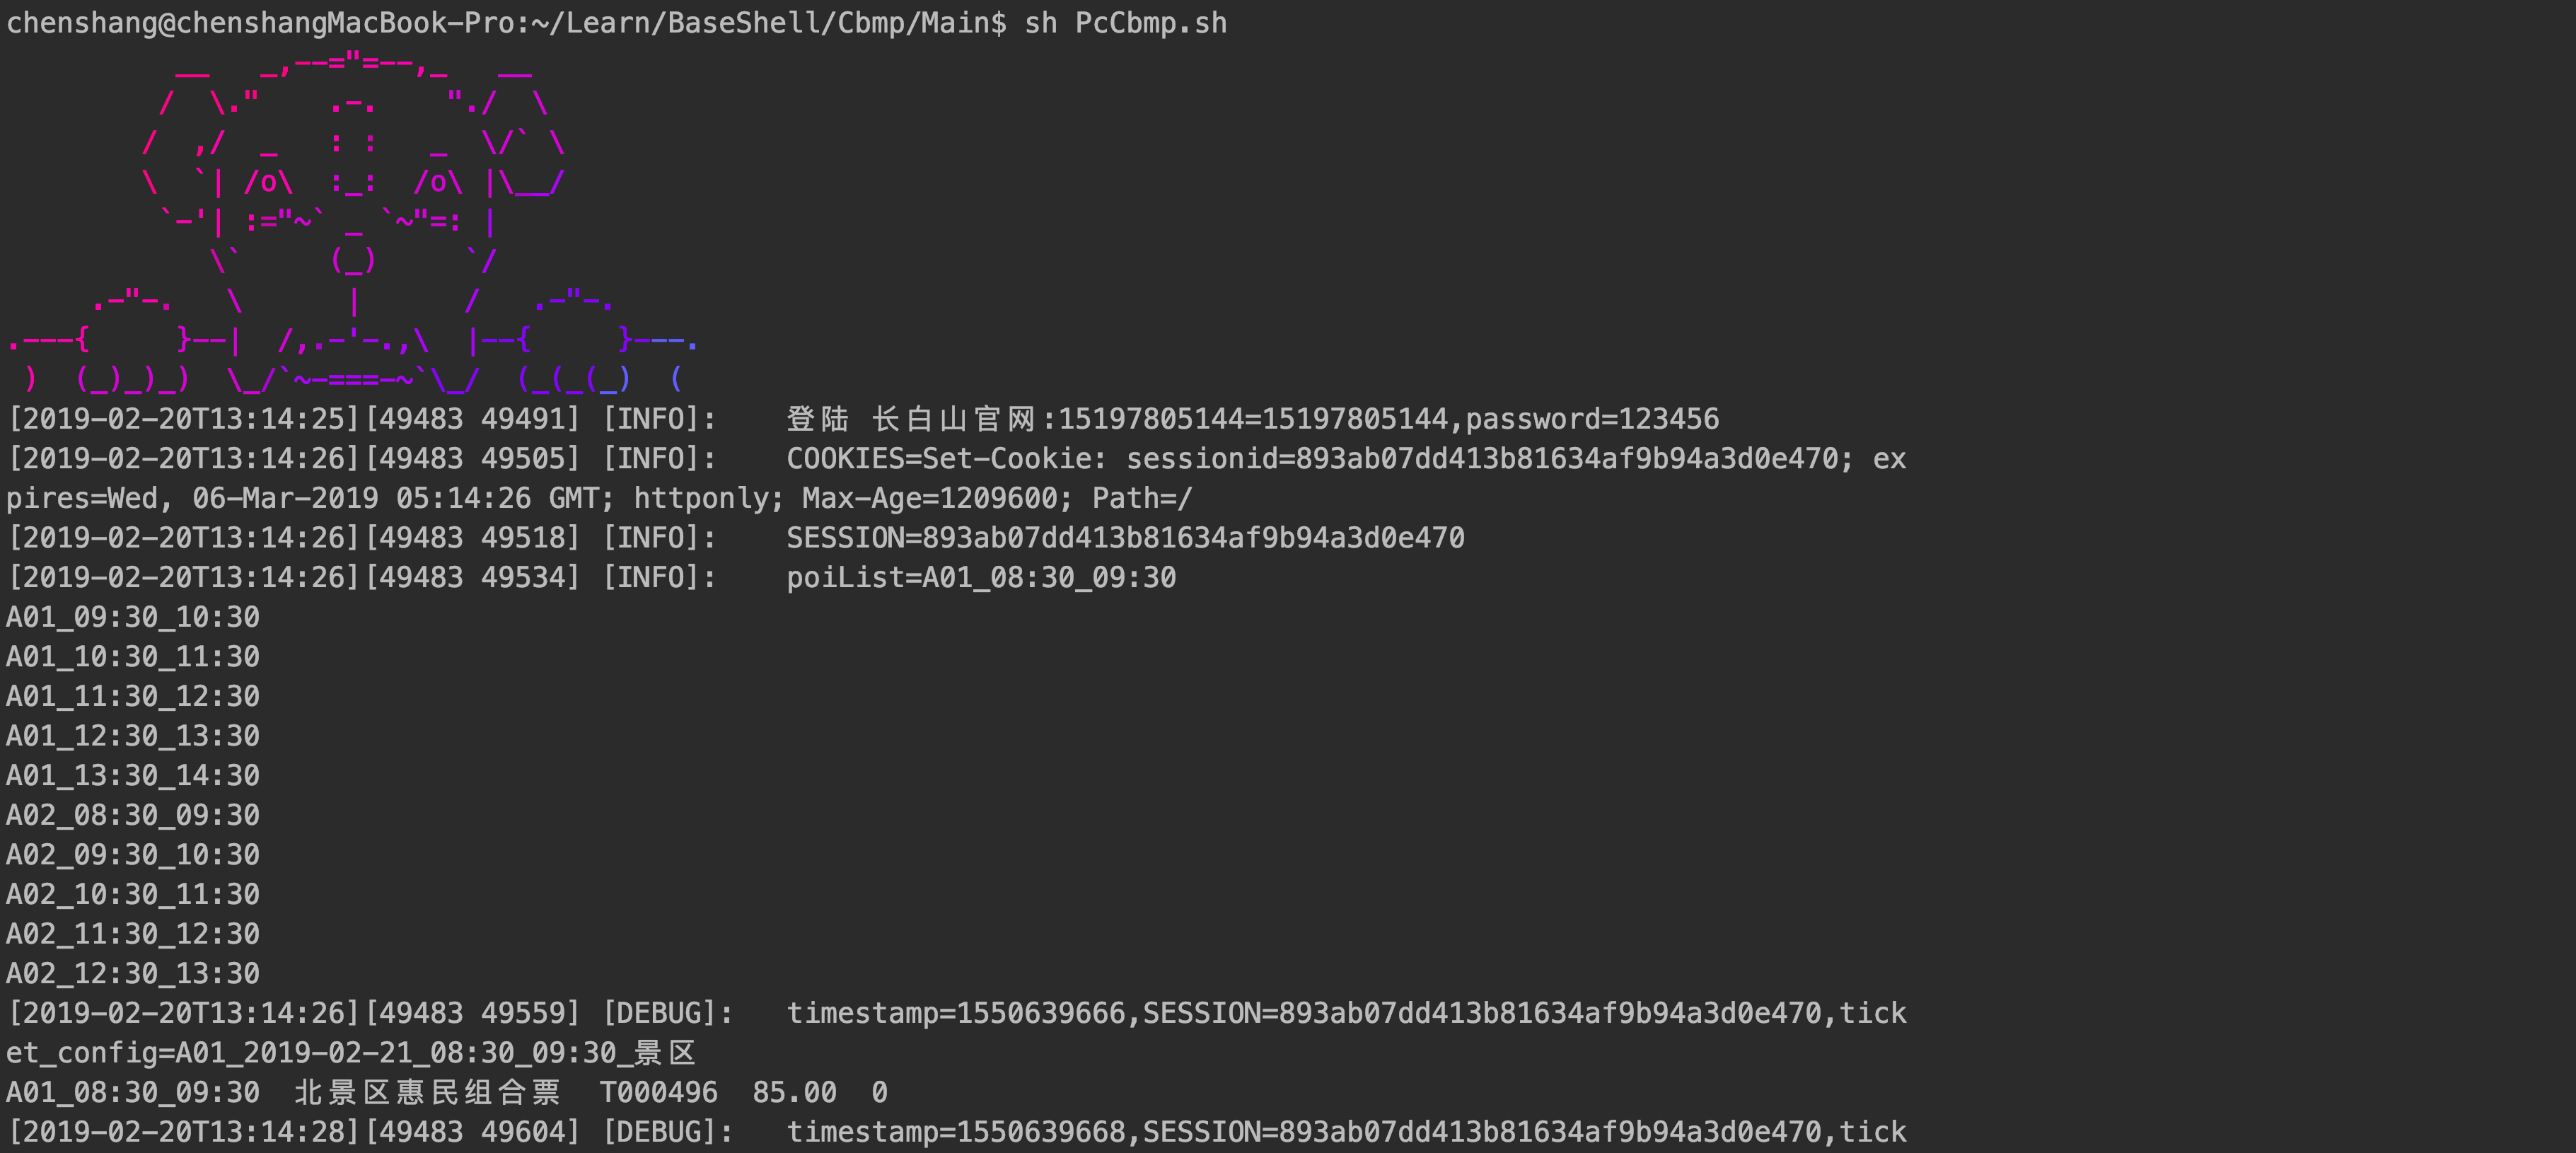 chenshang@chenshangMacBook-Pro:~/Learn/BaseShell/Cbmp/Main$ sh PcCbmp.sh
          __   _,--="=--,_   __
         /  \."    .-.    "./  \
        /  ,/  _   : :   _  \/` \
        \  `| /o\  :_:  /o\ |\__/
         `-'| :="~` _ `~"=: |
            \`     (_)     `/
     .-"-.   \      |      /   .-"-.
.---{     }--|  /,.-'-.,\  |--{     }---.
 )  (_)_)_)  \_/`~-===-~`\_/  (_(_(_)  (
[2019-02-20T13:14:25][49483 49491] [INFO]:    登陆 长白山官网:15197805144=15197805144,password=123456
[2019-02-20T13:14:26][49483 49505] [INFO]:    COOKIES=Set-Cookie: sessionid=893ab07dd413b81634af9b94a3d0e470; ex
pires=Wed, 06-Mar-2019 05:14:26 GMT; httponly; Max-Age=1209600; Path=/
[2019-02-20T13:14:26][49483 49518] [INFO]:    SESSION=893ab07dd413b81634af9b94a3d0e470
[2019-02-20T13:14:26][49483 49534] [INFO]:    poiList=A01_08:30_09:30
A01_09:30_10:30
A01_10:30_11:30
A01_11:30_12:30
A01_12:30_13:30
A01_13:30_14:30
A02_08:30_09:30
A02_09:30_10:30
A02_10:30_11:30
A02_11:30_12:30
A02_12:30_13:30
[2019-02-20T13:14:26][49483 49559] [DEBUG]:   timestamp=1550639666,SESSION=893ab07dd413b81634af9b94a3d0e470,tick
et_config=A01_2019-02-21_08:30_09:30_景区
A01_08:30_09:30  北景区惠民组合票  T000496  85.00  0
[2019-02-20T13:14:28][49483 49604] [DEBUG]:   timestamp=1550639668,SESSION=893ab07dd413b81634af9b94a3d0e470,tick